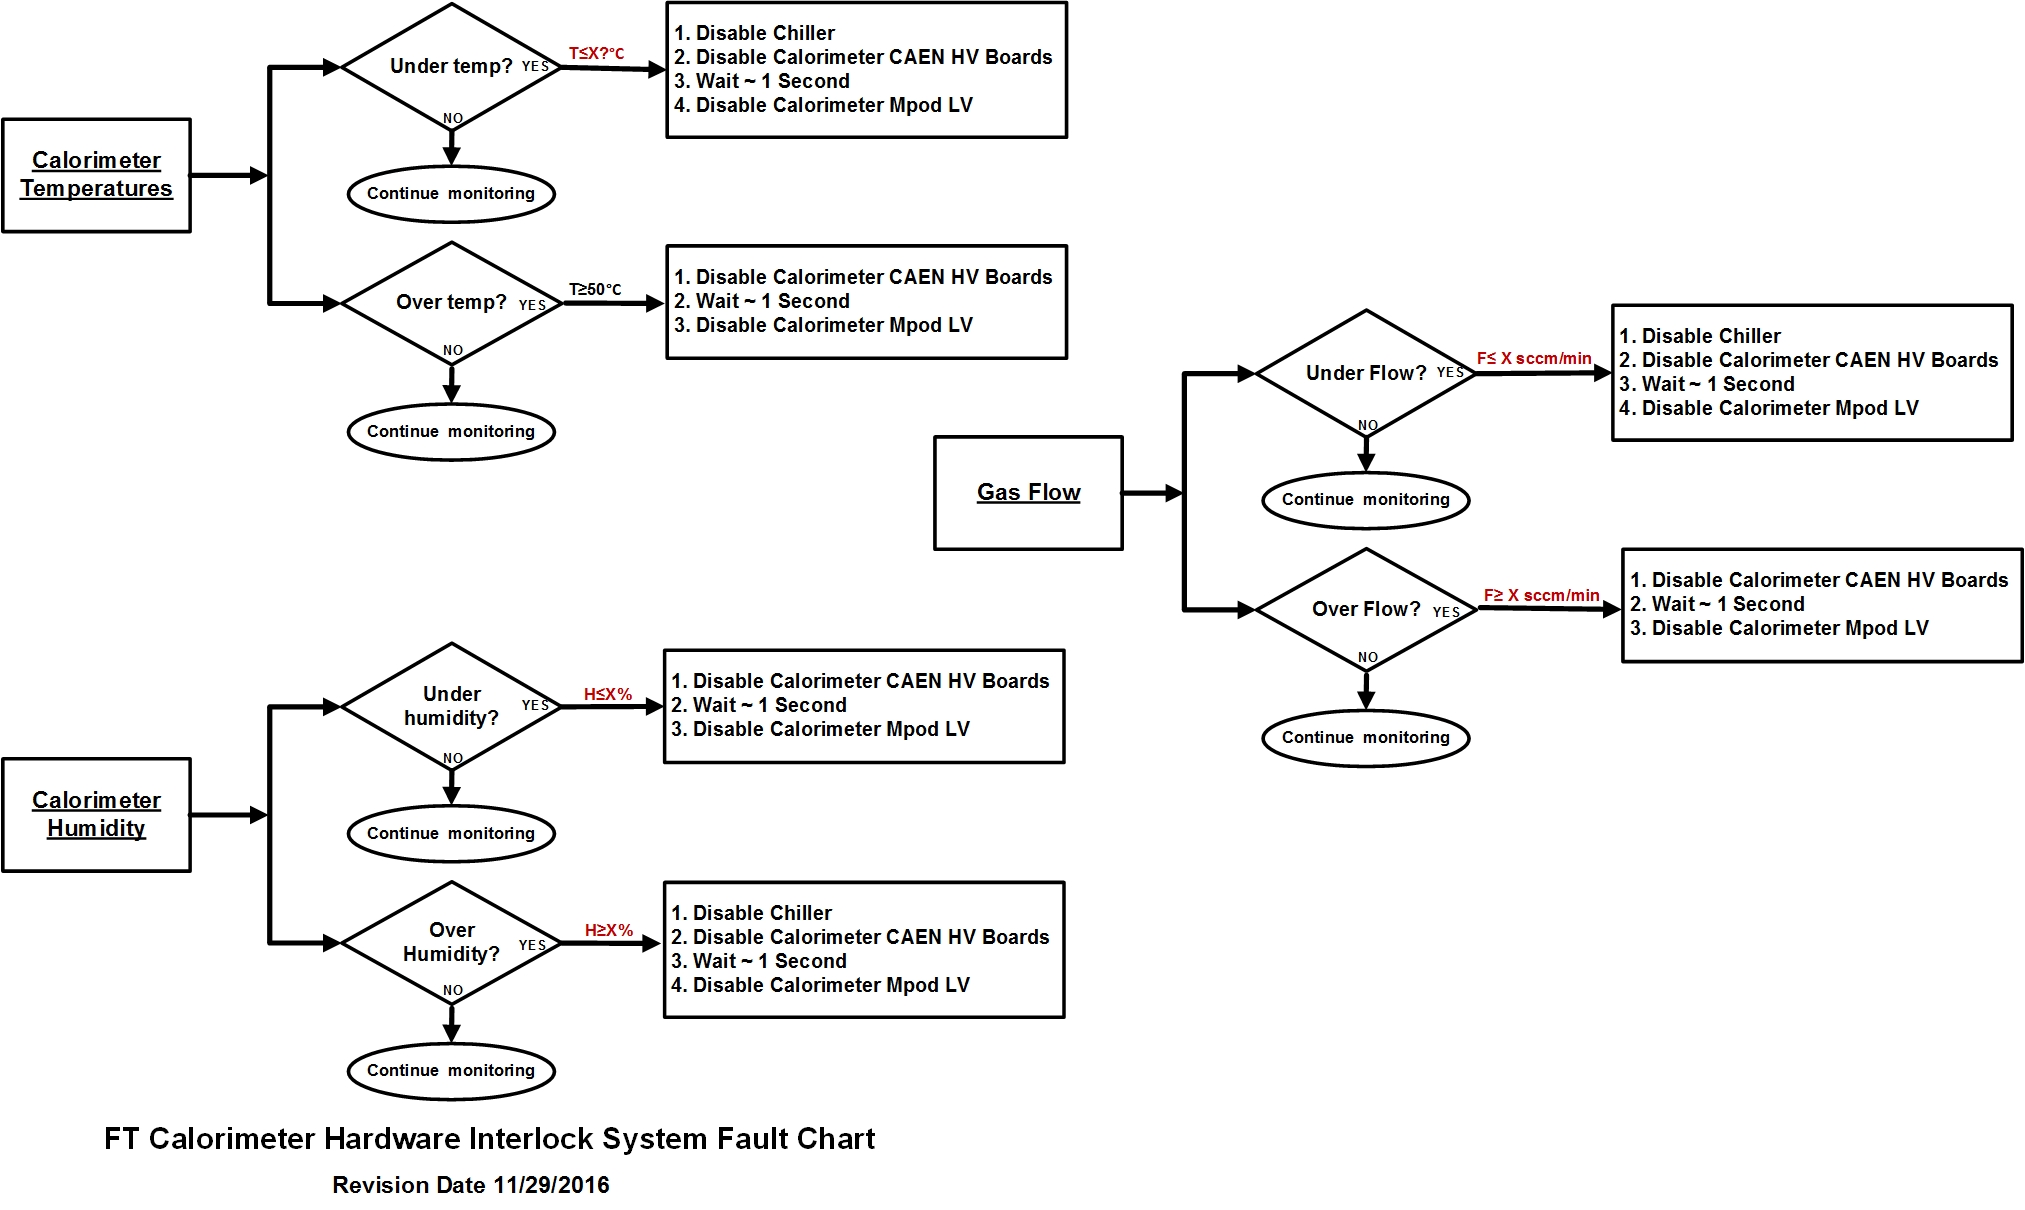 Calorimeter
Temperatures
Under temp?
YES
NO
T≤X?°C
1. Disable Chiller
2. Disable Calorimeter CAEN HV Boards
3. Wait ~ 1 Second
4. Disable Calorimeter Mpod LV
Continue monitoring
Over temp?
YES
NO
T≥50°C
1. Disable Calorimeter CAEN HV Boards
2. Wait ~ 1 Second
3. Disable Calorimeter Mpod LV
Continue monitoring
Gas Flow
Under Flow?
YES
NO
F≤ X sccm/min
1. Disable Chiller
2. Disable Calorimeter CAEN HV Boards
3. Wait ~ 1 Second
4. Disable Calorimeter Mpod LV
Continue monitoring
Over Flow?
YES
NO
F≥ X sccm/min
1. Disable Calorimeter CAEN HV Boards
2. Wait ~ 1 Second
3. Disable Calorimeter Mpod LV
Continue monitoring
Calorimeter
Humidity
Under
humidity?
YES
NO
H≤X%
1. Disable Calorimeter CAEN HV Boards
2. Wait ~ 1 Second
3. Disable Calorimeter Mpod LV
Continue monitoring
Over
Humidity?
YES
NO
H≥X%
1. Disable Chiller
2. Disable Calorimeter CAEN HV Boards
3. Wait ~ 1 Second
4. Disable Calorimeter Mpod LV
Continue monitoring
FT Calorimeter Hardware Interlock System Fault Chart
Revision Date 11/29/2016